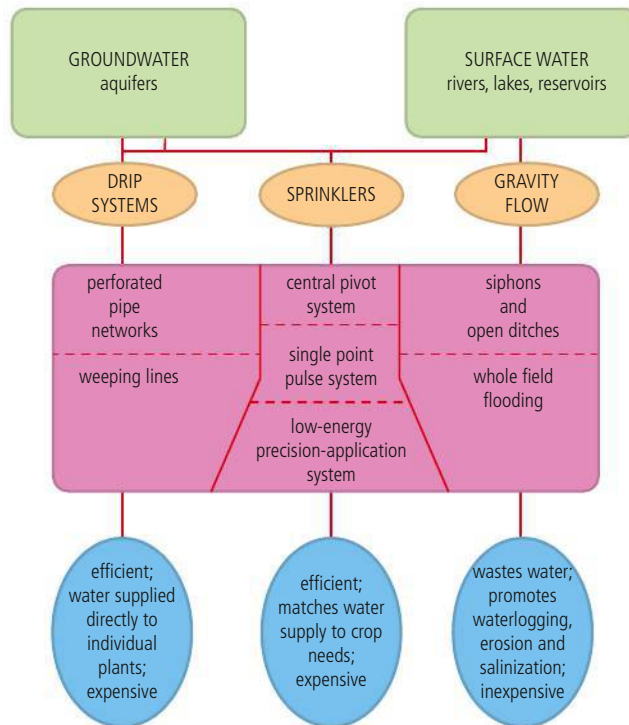 GROUNDWATER
aquifers
SURFACE WATER
rivers, lakes, reservoirs
DRIP
SYSTEMS
SPRINKLERS
GRAVITY
FLOW
perforated
pipe
networks
weeping lines
central pivot
system
single point
pulse system
low-energy
precision-application
system
siphons
and
open ditches
whole field
flooding
efficient;
water supplied
directly to
individual
plants;
expensive
efficient;
matches water
supply to crop
needs;
expensive
wastes water;
promotes
waterlogging,
erosion and
salinization;
inexpensive